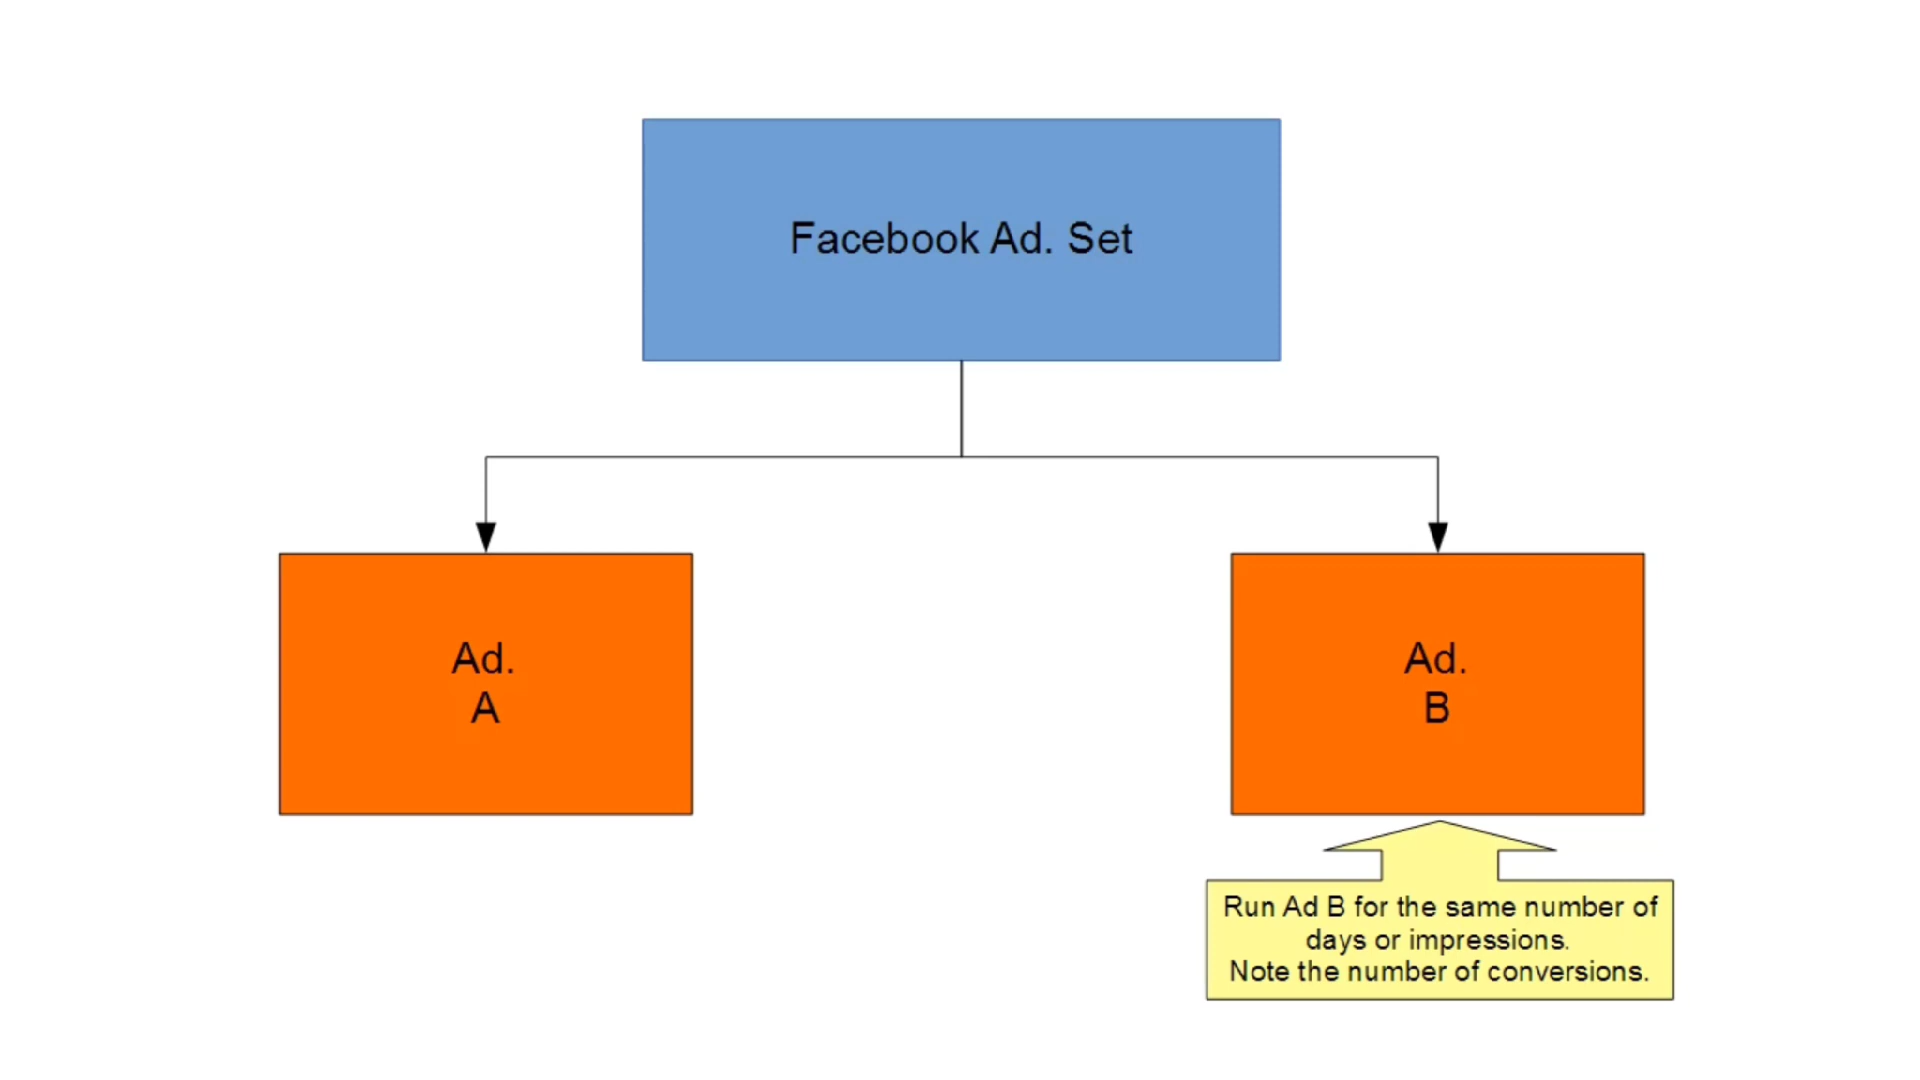 Facebook Ad. Set
Ad.
A
Ad.
B
Run Ad B for the same number of
days or impressions.
Note the number of conversions.